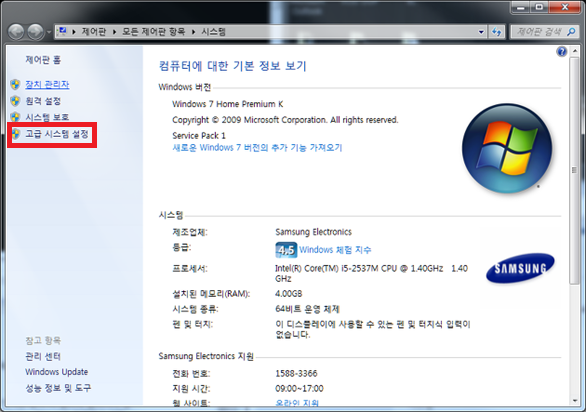 제어판 ▸ 모든 제어판 항목 ▸ 시스템
제어판 검색
제어판 홈
장치 관리자
원격 설정
시스템 보호
고급 시스템 설정
참고 항목
관리 센터
Windows Update
성능 정보 및 도구
컴퓨터에 대한 기본 정보 보기
Windows 버전
Windows 7 Home Premium K
Copyright © 2009 Microsoft Corporation. All rights reserved.
Service Pack 1
새로운 Windows 7 버전의 추가 기능 가져오기
시스템
제조업체: Samsung Electronics
등급: 4,5 Windows 체험 지수
프로세서: Intel(R) Core(TM) i5-2537M CPU @ 1.40GHz 1.40
GHz
설치된 메모리(RAM): 4.00GB
시스템 종류: 64비트 운영 체제
펜 및 터치: 이 디스플레이에 사용할 수 있는 펜 및 터치식 입력이
없습니다.
SAMSUNG
Samsung Electronics 지원
전화 번호: 1588-3366
지원 시간: 09:00~17:00
웹 사이트: 온라인 지원